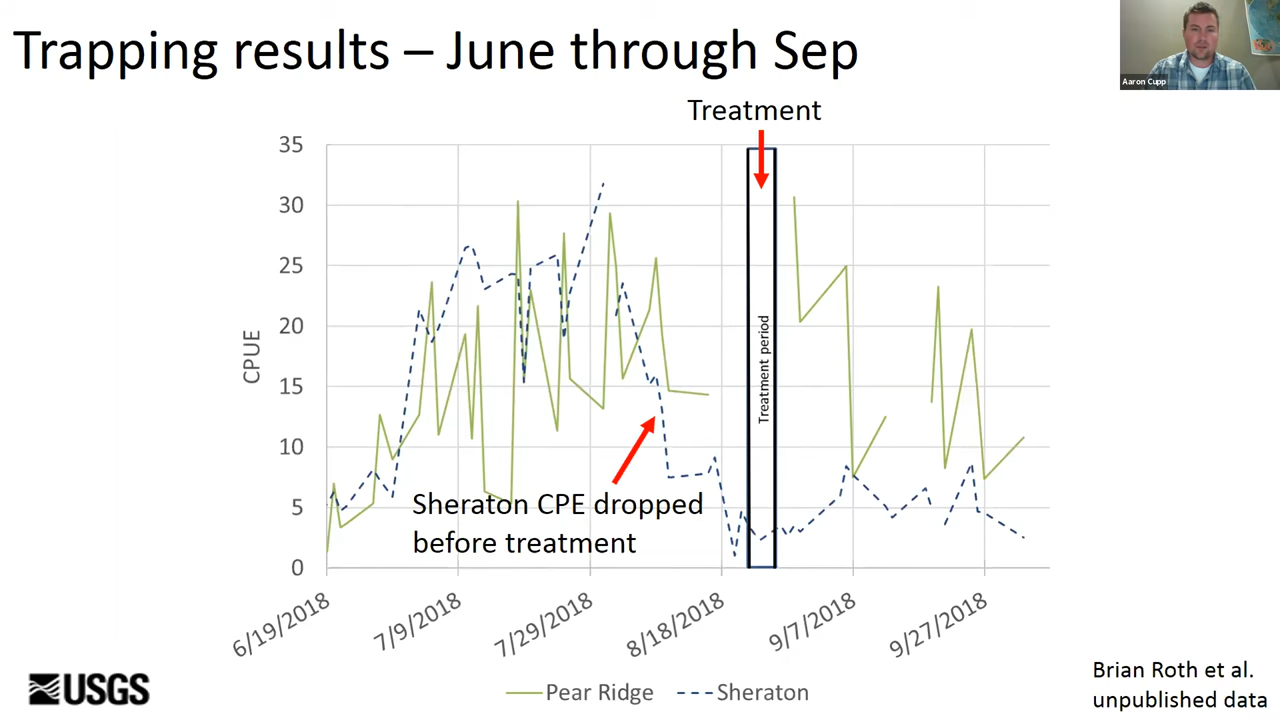 Trapping results – June through Sep
Aaron Cupp
Treatment
35
30
25
20
15
10
5
0
CPUE
Treatment period
Sheraton CPE dropped
before treatment
6/19/2018
7/9/2018
7/29/2018
8/18/2018
9/7/2018
9/27/2018
Pear Ridge
Sheraton
USGS
Brian Roth et al.
unpublished data